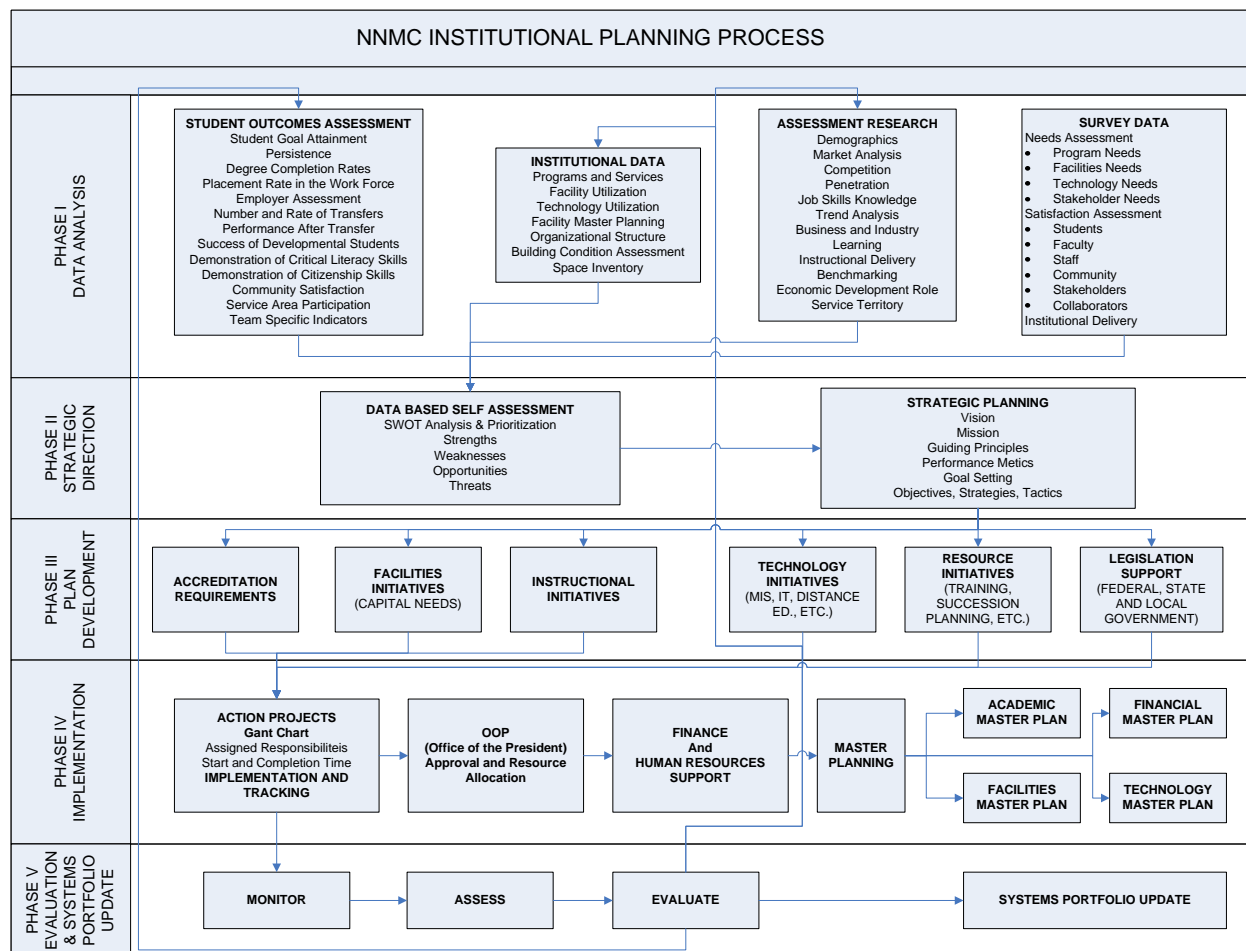 NNMC INSTITUTIONAL PLANNING PROCESS
PHASE I
DATA ANALYSIS
STUDENT OUTCOMES ASSESSMENT
Student Goal Attainment
Persistence
Degree Completion Rates
Placement Rate in the Work Force
Employer Assessment
Number and Rate of Transfers
Performance After Transfer
Success of Developmental Students
Demonstration of Critical Literacy Skills
Demonstration of Citizenship Skills
Community Satisfaction
Service Area Participation
Team Specific Indicators
INSTITUTIONAL DATA
Programs and Services
Facility Utilization
Technology Utilization
Facility Master Planning
Organizational Structure
Building Condition Assessment
Space Inventory
ASSESSMENT RESEARCH
Demographics
Market Analysis
Competition
Penetration
Job Skills Knowledge
Trend Analysis
Business and Industry
Learning
Instructional Delivery
Benchmarking
Economic Development Role
Service Territory
SURVEY DATA
Needs Assessment
• Program Needs
• Facilities Needs
• Technology Needs
• Stakeholder Needs
Satisfaction Assessment
• Students
• Faculty
• Staff
• Community
• Stakeholders
• Collaborators
Institutional Delivery
PHASE II
STRATEGIC
DIRECTION
DATA BASED SELF ASSESSMENT
SWOT Analysis & Prioritization
Strengths
Weaknesses
Opportunities
Threats
STRATEGIC PLANNING
Vision
Mission
Guiding Principles
Performance Metics
Goal Setting
Objectives, Strategies, Tactics
PHASE III
PLAN
DEVELOPMENT
ACCREDITATION
REQUIREMENTS
FACILITIES
INITIATIVES
(CAPITAL NEEDS)
INSTRUCTIONAL
INITIATIVES
TECHNOLOGY
INITIATIVES
(MIS, IT, DISTANCE
ED., ETC.)
RESOURCE
INITIATIVES
(TRAINING,
SUCCESSION
PLANNING, ETC.)
LEGISLATION
SUPPORT
(FEDERAL, STATE
AND LOCAL
GOVERNMENT)
PHASE IV
IMPLEMENTATION
ACTION PROJECTS
Gant Chart
Assigned Responsibiliteis
Start and Completion Time
IMPLEMENTATION AND
TRACKING
OOP
(Office of the President)
Approval and Resource
Allocation
FINANCE
And
HUMAN RESOURCES
SUPPORT
MASTER
PLANNING
ACADEMIC
MASTER PLAN
FINANCIAL
MASTER PLAN
FACILITIES
MASTER PLAN
TECHNOLOGY
MASTER PLAN
PHASE V
EVALUATION
& SYSTEMS
PORTFOLIO
UPDATE
MONITOR
ASSESS
EVALUATE
SYSTEMS PORTFOLIO UPDATE